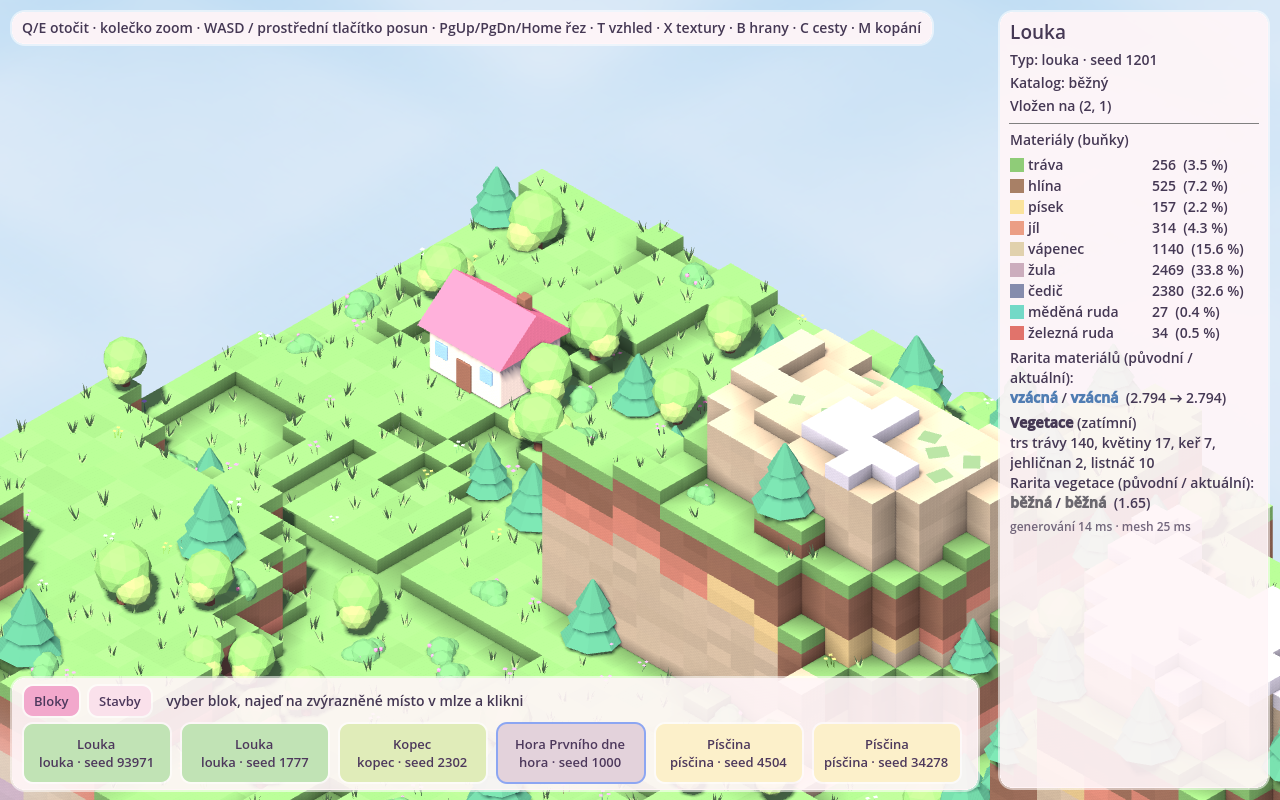 Q/E otočit · kolečko zoom · WASD / prostřední tlačítko posun · PgUp/PgDn/Home řez · T vzhled · X textury · B hrany · C cesty · M kopání
Louka
Typ: louka · seed 1201
Katalog: běžný
Vložen na (2, 1)
Materiály (buňky)
tráva 256 (3.5 %)
hlína 525 (7.2 %)
písek 157 (2.2 %)
jíl 314 (4.3 %)
vápenec 1140 (15.6 %)
žula 2469 (33.8 %)
čedič 2380 (32.6 %)
měděná ruda 27 (0.4 %)
železná ruda 34 (0.5 %)
Rarita materiálů (původní /
aktuální):
vzácná / vzácná (2.794 → 2.794)
Vegetace (zatímní)
trs trávy 140, květiny 17, keř 7,
jehličnan 2, listnáč 10
Rarita vegetace (původní / aktuální):
běžná / běžná (1.65)
generování 14 ms · mesh 25 ms
Bloky Stavby vyber blok, najeď na zvýrazněné místo v mlze a klikni
Louka
louka · seed 93971
Louka
louka · seed 1777
Kopec
kopec · seed 2302
Hora Prvního dne
hora · seed 1000
Písčina
písčina · seed 4504
Písčina
písčina · seed 34278